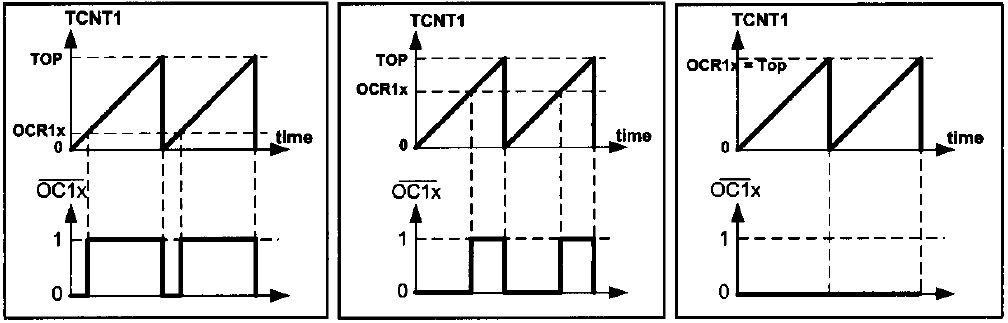 TCNT1
TOP
OCR1x
0
time
OC1x
1
0
TCNT1
TOP
OCR1x
0
time
OC1x
1
0
TCNT1
OCR1x = Top
0
time
OC1x
1
0